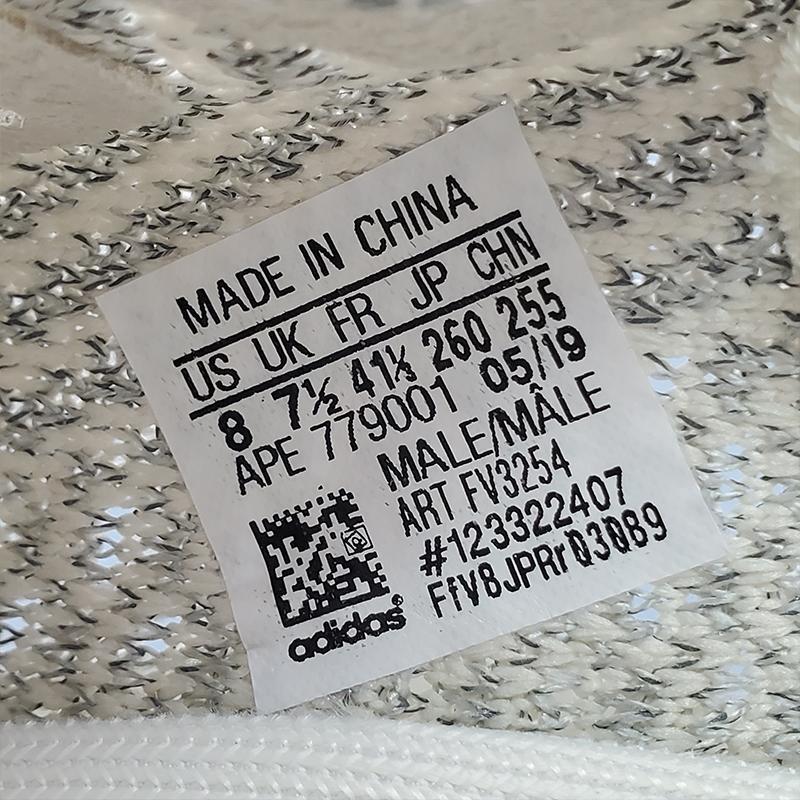 MADE IN CHINA
US UK FR JP CHN
8 7½ 41⅓ 260 255
APE 779001 05/19
MALE/MÂLE
ART FV3254
#123322407
FfV8JPRr030B9
adidas®